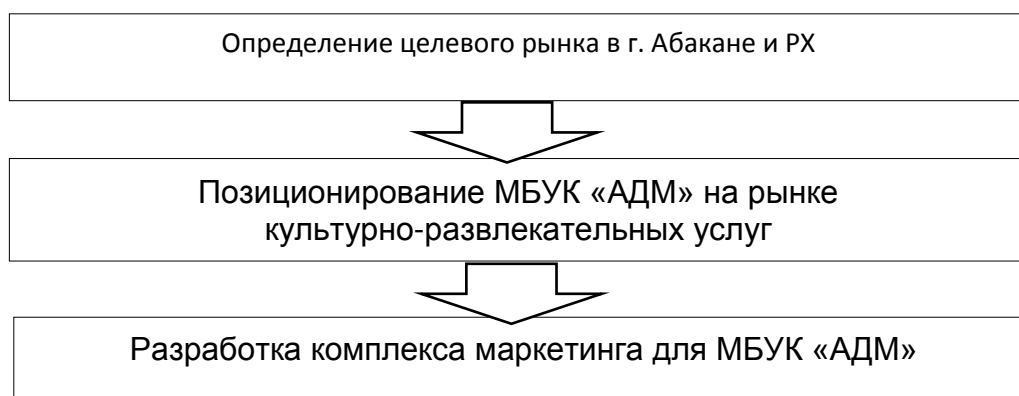 Определение целевого рынка в г. Абакане и РХ
Позиционирование МБУК «АДМ» на рынке
культурно-развлекательных услуг
Разработка комплекса маркетинга для МБУК «АДМ»